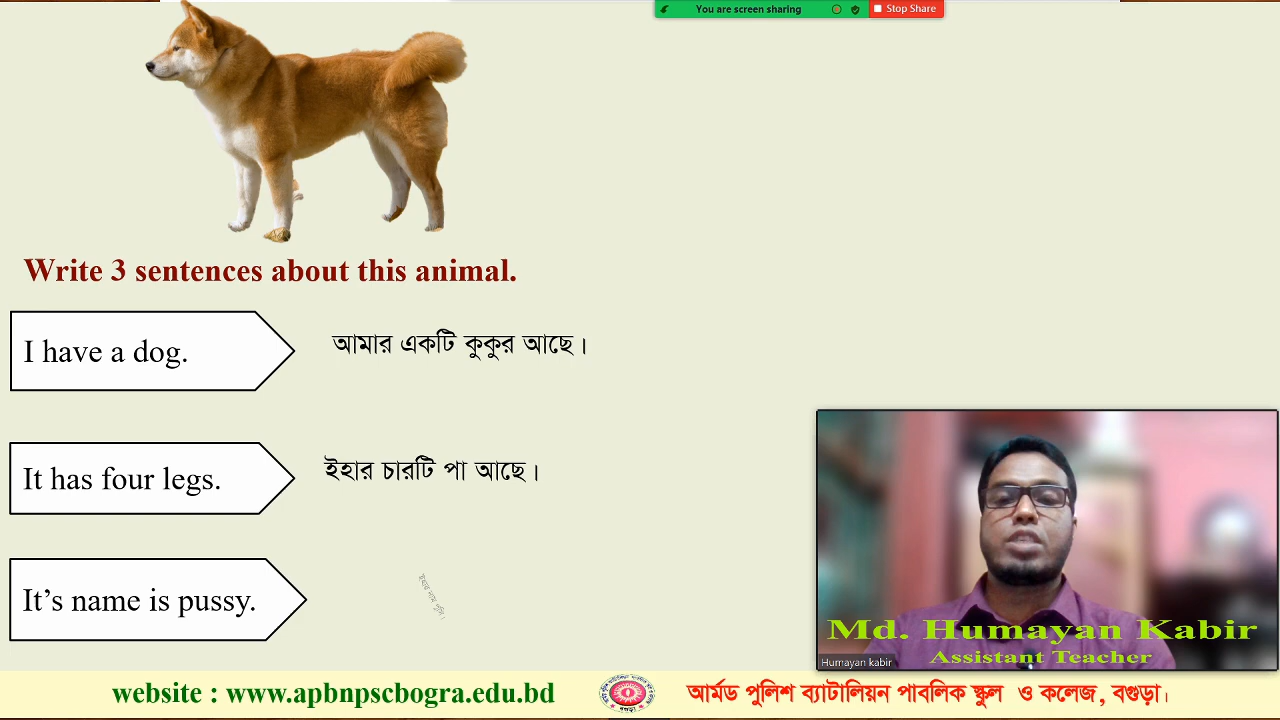 You are screen sharing
Stop Share
Write 3 sentences about this animal.
I have a dog.
আমার একটি কুকুর আছে।
It has four legs.
ইহার চারটি পা আছে।
It's name is pussy.
Md. Humayan Kabir
Assistant Teacher
Humayan kabir
website : www.apbnpscbogra.edu.bd
আর্মড পুলিশ ব্যাটালিয়ন পাবলিক স্কুল ও কলেজ, বগুড়া।